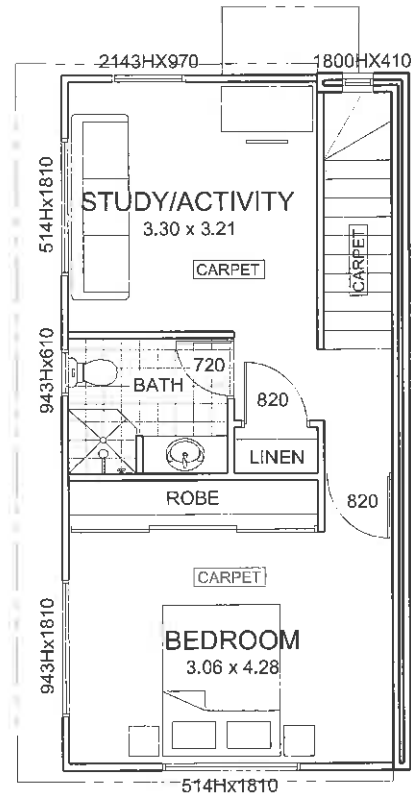 2143HX970
1800HX410
514Hx1810
STUDY/ACTIVITY
3.30 x 3.21
CARPET
CARPET
943Hx610
720
BATH
820
LINEN
ROBE
820
CARPET
943Hx1810
BEDROOM
3.06 x 4.28
514Hx1810